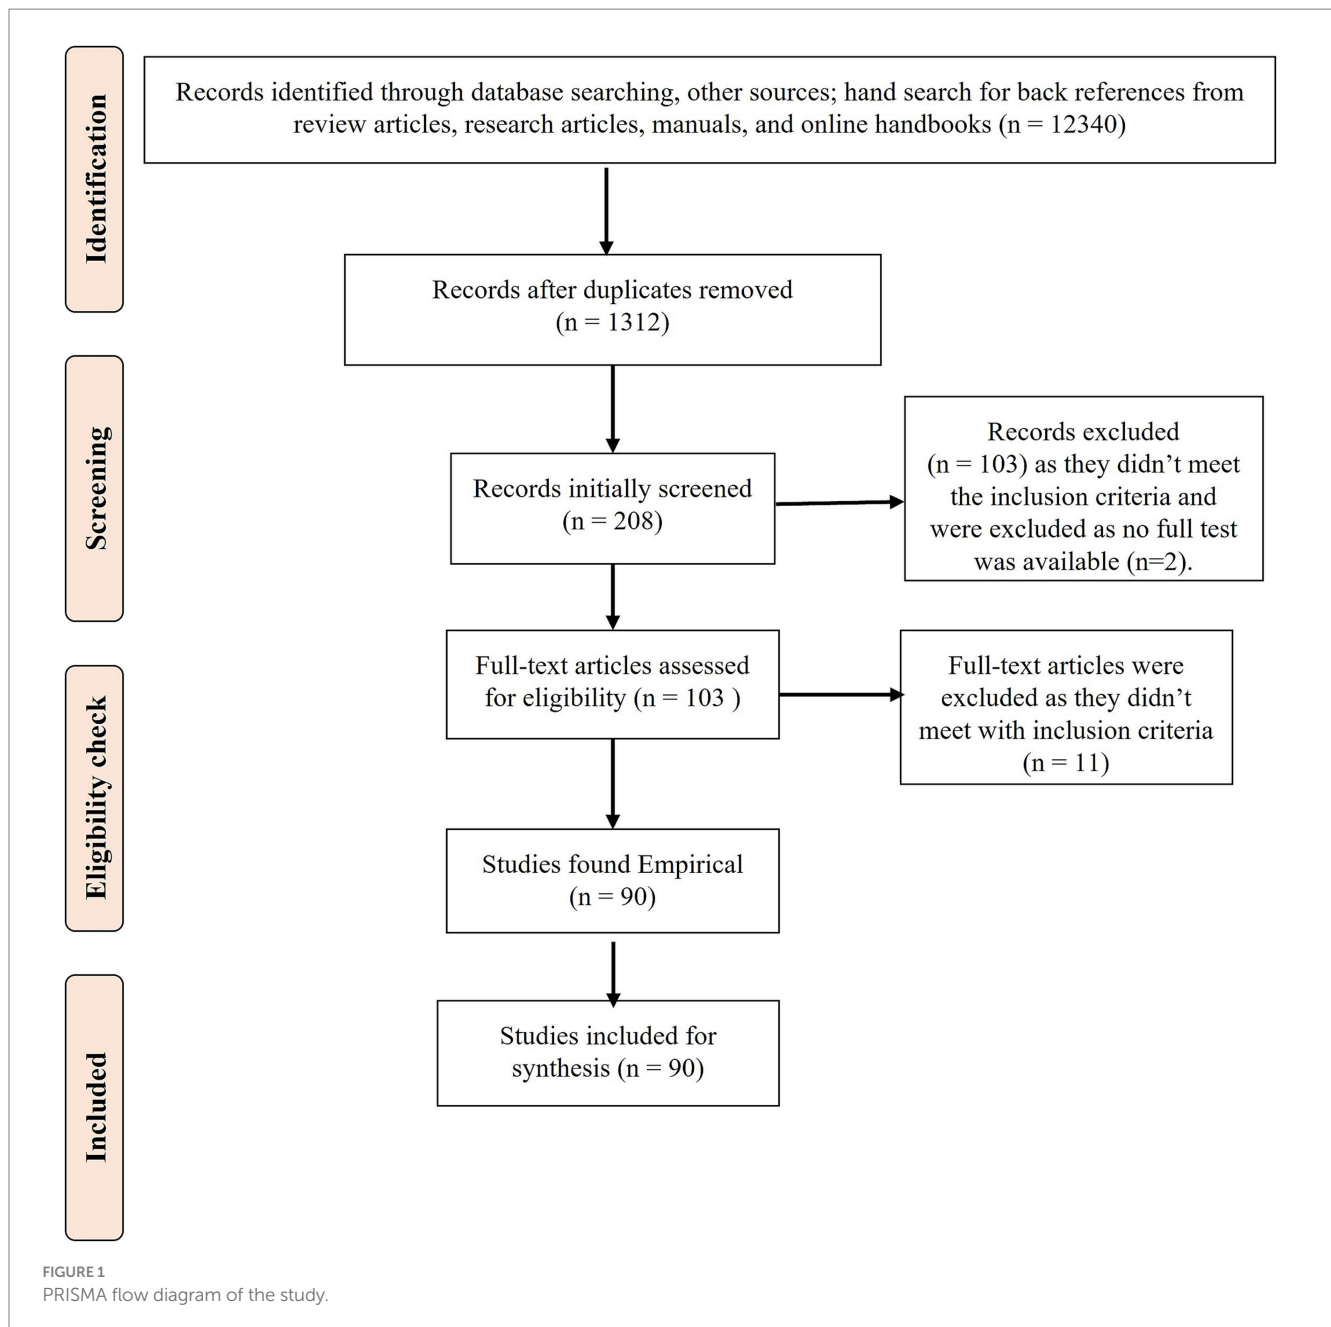 Identification
Records identified through database searching, other sources; hand search for back references from
review articles, research articles, manuals, and online handbooks (n = 12340)
Records after duplicates removed
(n = 1312)
Screening
Records initially screened
(n = 208)
Records excluded
(n = 103) as they didn’t meet
the inclusion criteria and
were excluded as no full test
was available (n=2).
Eligibility check
Full-text articles assessed
for eligibility (n = 103 )
Full-text articles were
excluded as they didn’t
meet with inclusion criteria
(n = 11)
Studies found Empirical
(n = 90)
Included
Studies included for
synthesis (n = 90)
FIGURE 1
PRISMA flow diagram of the study.